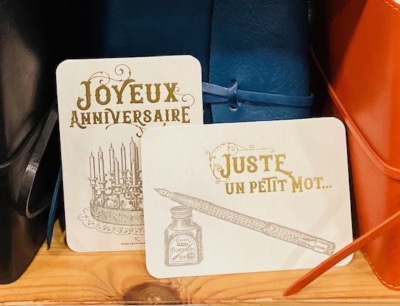 JOYEUX
ANNIVERSAIRE
JUSTE
UN PETIT MOT...